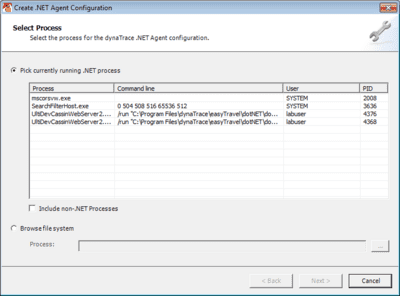 Create .NET Agent Configuration
Select Process
Select the process for the dynaTrace .NET Agent configuration.
Pick currently running .NET process
Process Command line User PID
mscorsvw.exe SYSTEM 2008
SearchFilterHost.exe 0 504 508 516 65536 512 SYSTEM 3636
UltiDevCassinWebServer2.... /run "C:\Program Files\dynaTrace\easyTravel\dotNET\do... labuser 4376
UltiDevCassinWebServer2.... /run "C:\Program Files\dynaTrace\easyTravel\dotNET\do... labuser 4368
Include non-.NET Processes
Browse file system
Process: ...
< Back Next > Cancel